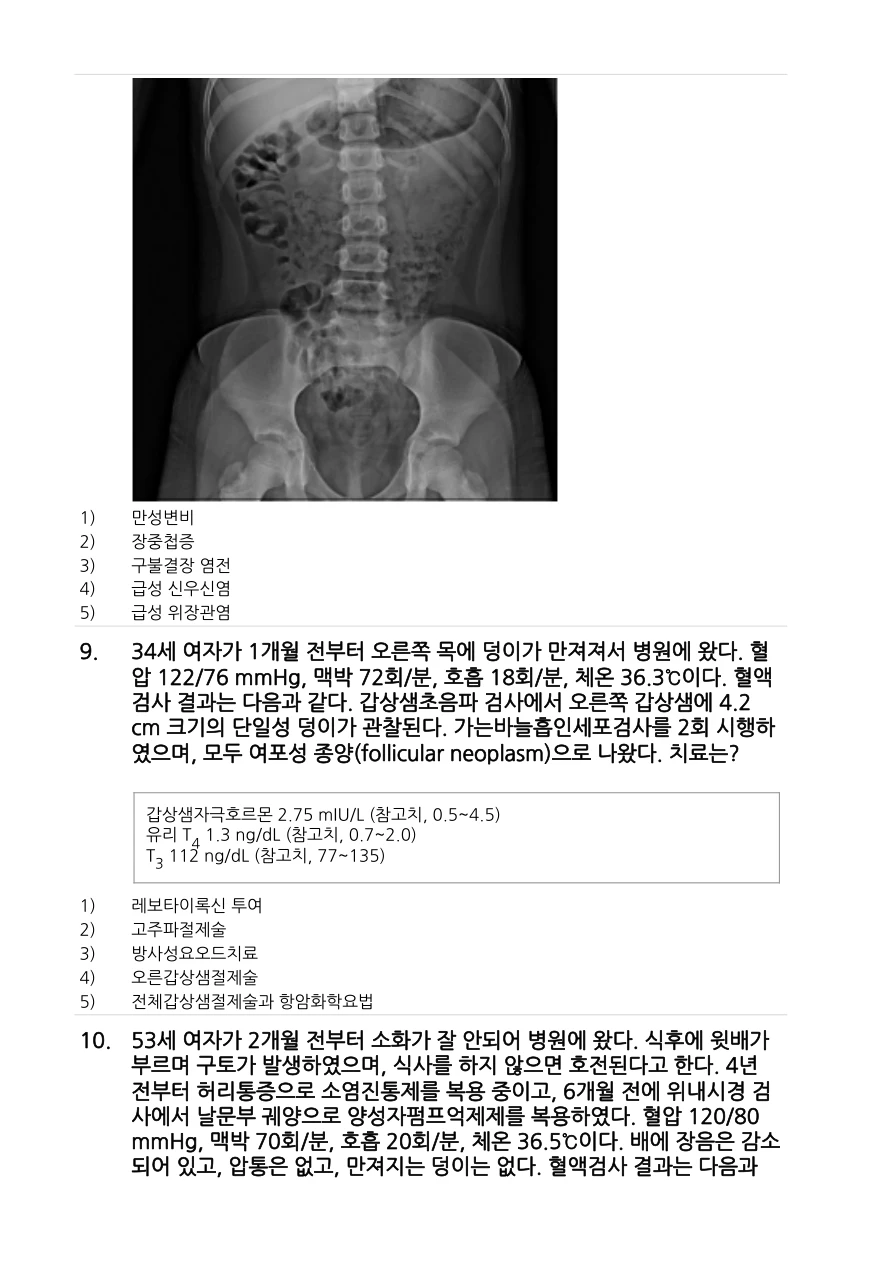 1) 만성변비
2) 장중첩증
3) 구불결장 염전
4) 급성 신우신염
5) 급성 위장관염
9. 34세 여자가 1개월 전부터 오른쪽 목에 덩이가 만져져서 병원에 왔다. 혈
압 122/76 mmHg, 맥박 72회/분, 호흡 18회/분, 체온 36.3℃이다. 혈액
검사 결과는 다음과 같다. 갑상샘초음파 검사에서 오른쪽 갑상샘에 4.2
cm 크기의 단일성 덩이가 관찰된다. 가는바늘흡인세포검사를 2회 시행하
였으며, 모두 여포성 종양(follicular neoplasm)으로 나왔다. 치료는?
갑상샘자극호르몬 2.75 mIU/L (참고치, 0.5~4.5)
유리 T4 1.3 ng/dL (참고치, 0.7~2.0)
T3 112 ng/dL (참고치, 77~135)
1) 레보타이록신 투여
2) 고주파절제술
3) 방사성요오드치료
4) 오른갑상샘절제술
5) 전체갑상샘절제술과 항암화학요법
10. 53세 여자가 2개월 전부터 소화가 잘 안되어 병원에 왔다. 식후에 윗배가
부르며 구토가 발생하였으며, 식사를 하지 않으면 호전된다고 한다. 4년
전부터 허리통증으로 소염진통제를 복용 중이고, 6개월 전에 위내시경 검
사에서 날문부 궤양으로 양성자펌프억제제를 복용하였다. 혈압 120/80
mmHg, 맥박 70회/분, 호흡 20회/분, 체온 36.5℃이다. 배에 장음은 감소
되어 있고, 압통은 없고, 만져지는 덩이는 없다. 혈액검사 결과는 다음과